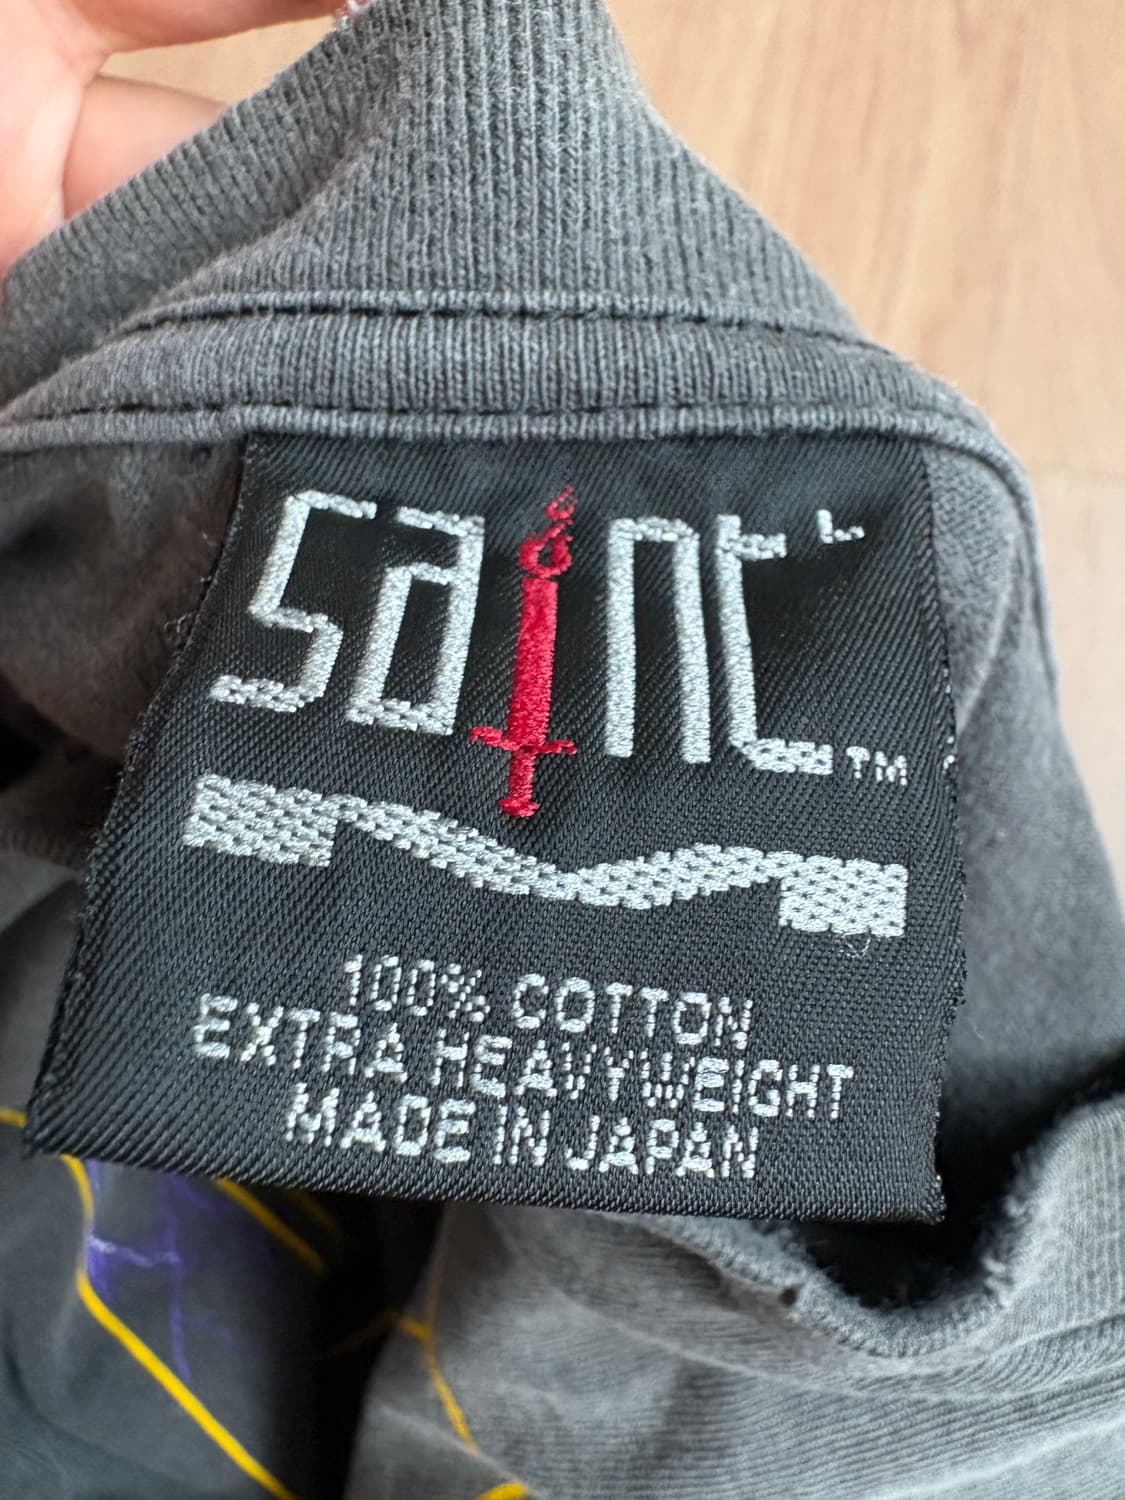 saint L
TM
100% COTTON
EXTRA HEAVYWEIGHT
MADE IN JAPAN